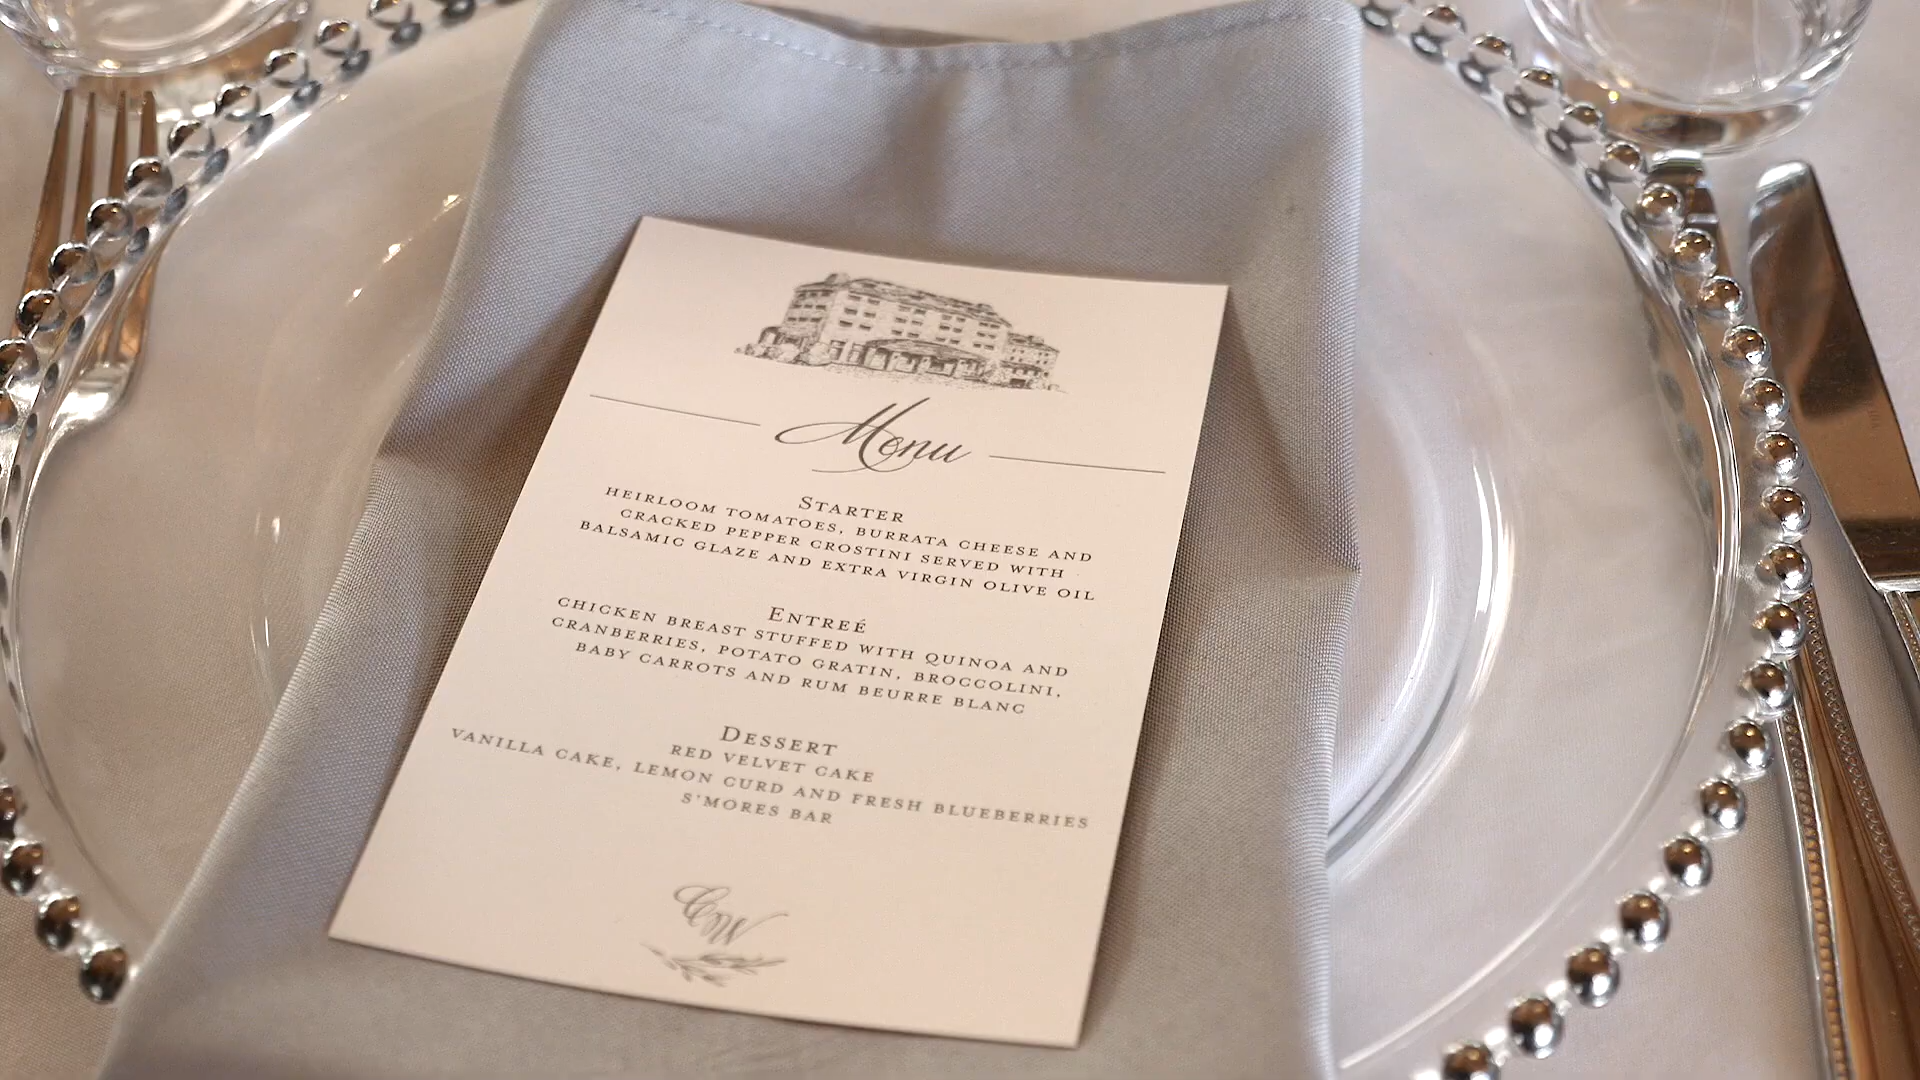 Menu
STARTER
HEIRLOOM TOMATOES, BURRATA CHEESE AND
CRACKED PEPPER CROSTINI SERVED WITH
BALSAMIC GLAZE AND EXTRA VIRGIN OLIVE OIL
ENTREÉ
CHICKEN BREAST STUFFED WITH QUINOA AND
CRANBERRIES, POTATO GRATIN, BROCCOLINI,
BABY CARROTS AND RUM BEURRE BLANC
DESSERT
RED VELVET CAKE
VANILLA CAKE, LEMON CURD AND FRESH BLUEBERRIES
S'MORES BAR